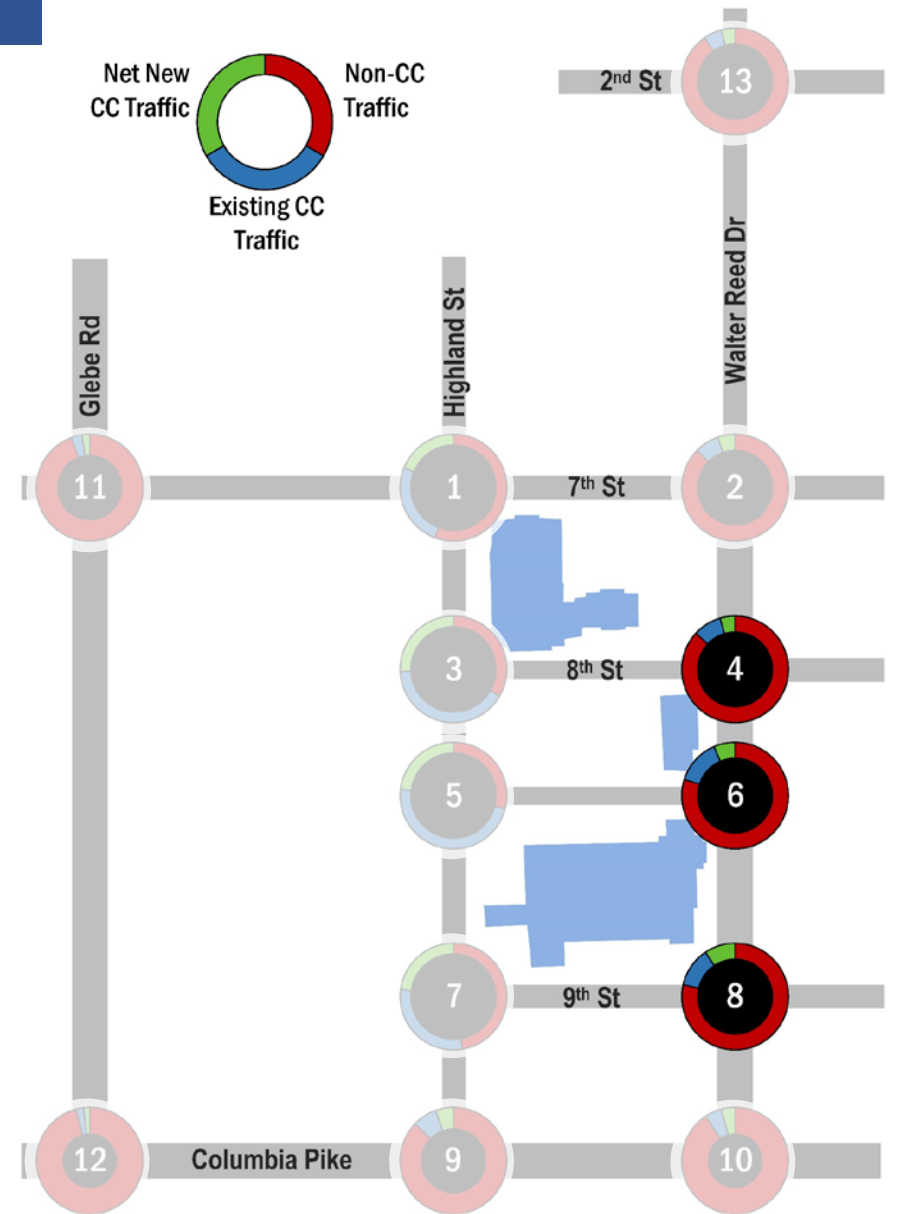 Net New
CC Traffic
Non-CC
Traffic
Existing CC
Traffic
2nd St
13
Walter Reed Dr
Glebe Rd
Highland St
11
1
7th St
2
3
8th St
4
5
6
7
9th St
8
12
Columbia Pike
9
10